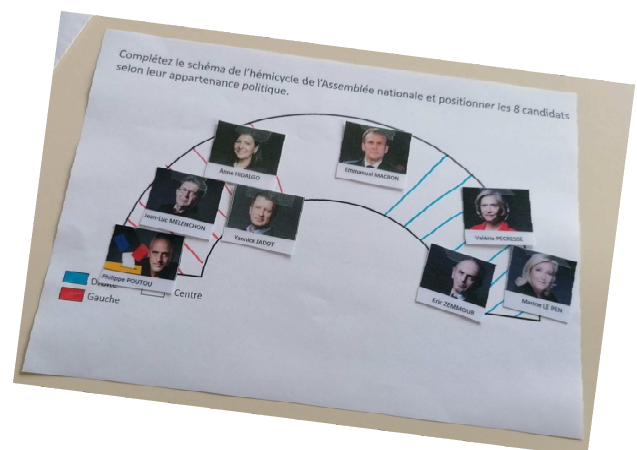 Complétez le schéma de l'hémicycle de l'Assemblée nationale et positionner les 8 candidats
selon leur appartenance politique.
Anne HIDALGO
Emmanuel MACRON
Jean-Luc MELENCHON
Yannick JADOT
Valérie PECRESSE
Philippe POUTOU
Eric ZEMMOUR
Marine LE PEN
Centre
Gauche